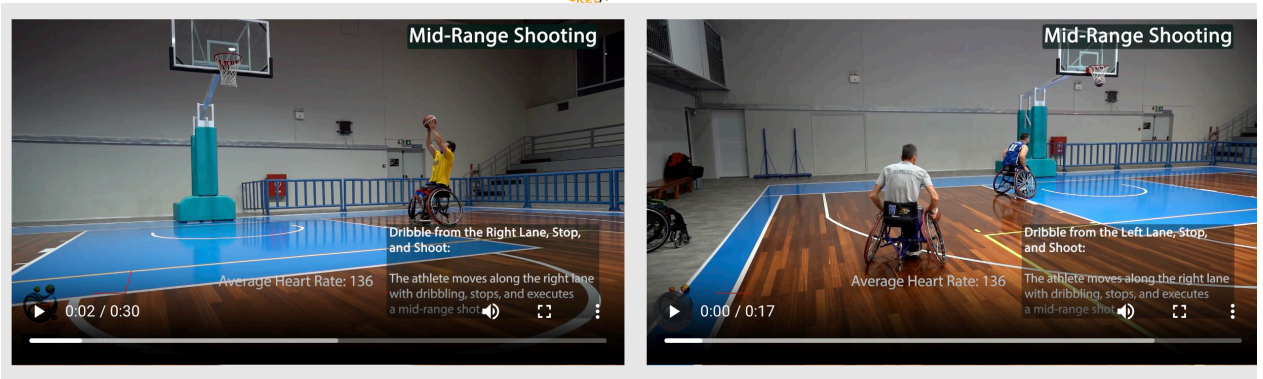 Mid-Range Shooting
Dribble from the Right Lane, Stop,
and Shoot:
Average Heart Rate: 136
The athlete moves along the right lane
with dribbling, stops, and executes
a mid-range shot.
0:02 / 0:30
Mid-Range Shooting
Dribble from the Left Lane, Stop,
and Shoot:
Average Heart Rate: 136
The athlete moves along the right lane
with dribbling, stops, and executes
a mid-range shot.
0:00 / 0:17